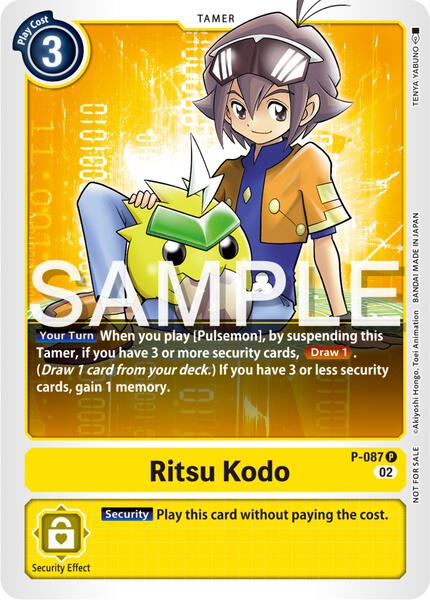 TAMER
Play Cost
3
TENYA YABUNO
SAMPLE
Your Turn When you play [Pulsemon], by suspending this
Tamer, if you have 3 or more security cards, Draw 1 .
(Draw 1 card from your deck.) If you have 3 or less security
cards, gain 1 memory.
©Akiyoshi Hongo, Toei Animation BANDAI MADE IN JAPAN
NOT FOR SALE
P-087 P
Ritsu Kodo
02
Security Play this card without paying the cost.
Security Effect